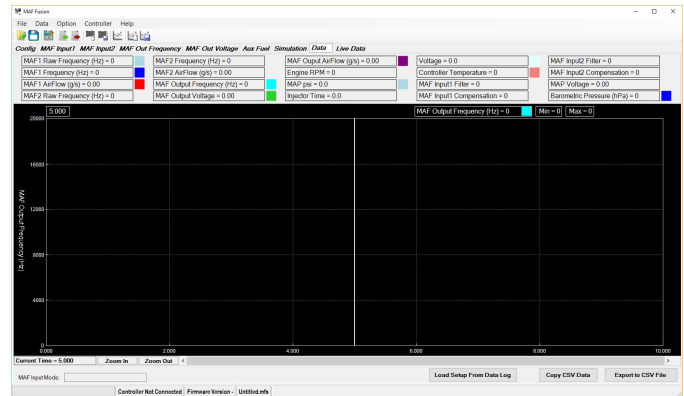 MAF Fusion
File Data Option Controller Help
Config MAF Input1 MAF Input2 MAF Out Frequency MAF Out Voltage Aux Fuel Simulation Data Live Data
MAF1 Raw Frequency (Hz) = 0 MAF2 Frequency (Hz) = 0 MAF Ouput AirFlow (g/s) = 0.00 Voltage = 0.0 MAF Input2 Filter = 0
MAF1 Frequency (Hz) = 0 MAF2 AirFlow (g/s) = 0.00 Engine RPM = 0 Controller Temperature = 0 MAF Input2 Compensation = 0
MAF1 AirFlow (g/s) = 0.00 MAF Output Frequency (Hz) = 0 MAP psi = 0.0 MAF Input1 Filter = 0 MAP Voltage = 0.00
MAF2 Raw Frequency (Hz) = 0 MAF Output Voltage = 0.00 Injector Time = 0.0 MAF Input1 Compensation = 0 Barometric Pressure (hPa) = 0
5.000 MAF Output Frequency (Hz) = 0 Min = 0 Max = 0
20000
16000
12000
MAF Output Frequency (Hz)
8000
4000
0
0.000 2.000 4.000 6.000 8.000 10.000
Current Time = 5.000 Zoom In Zoom Out
MAF Input Mode: Load Setup From Data Log Copy CSV Data Export to CSV File
Controller Not Connected Firmware Version - Untitled.mfs